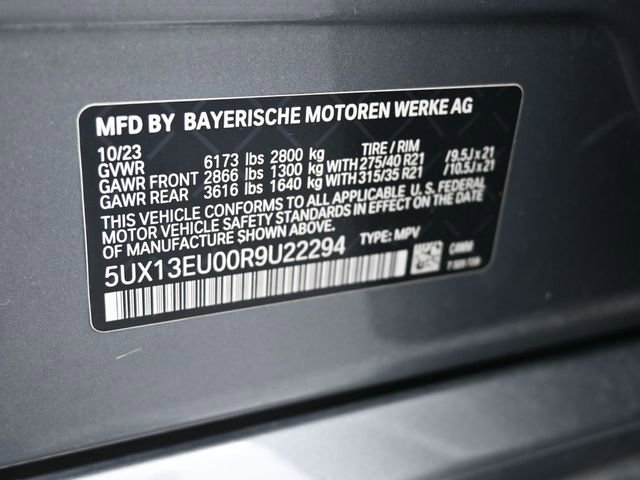 MFD BY BAYERISCHE MOTOREN WERKE AG
10/23 TIRE / RIM
GVWR 6173 lbs 2800 kg
GAWR FRONT 2866 lbs 1300 kg WITH 275/40 R21 /9.5J x 21
GAWR REAR 3616 lbs 1640 kg WITH 315/35 R21 /10.5J x 21
THIS VEHICLE CONFORMS TO ALL APPLICABLE U.S. FEDERAL
MOTOR VEHICLE SAFETY STANDARDS IN EFFECT ON THE DATE
OF MANUFACTURE SHOWN ABOVE.
5UX13EU00R9U22294 TYPE: MPV